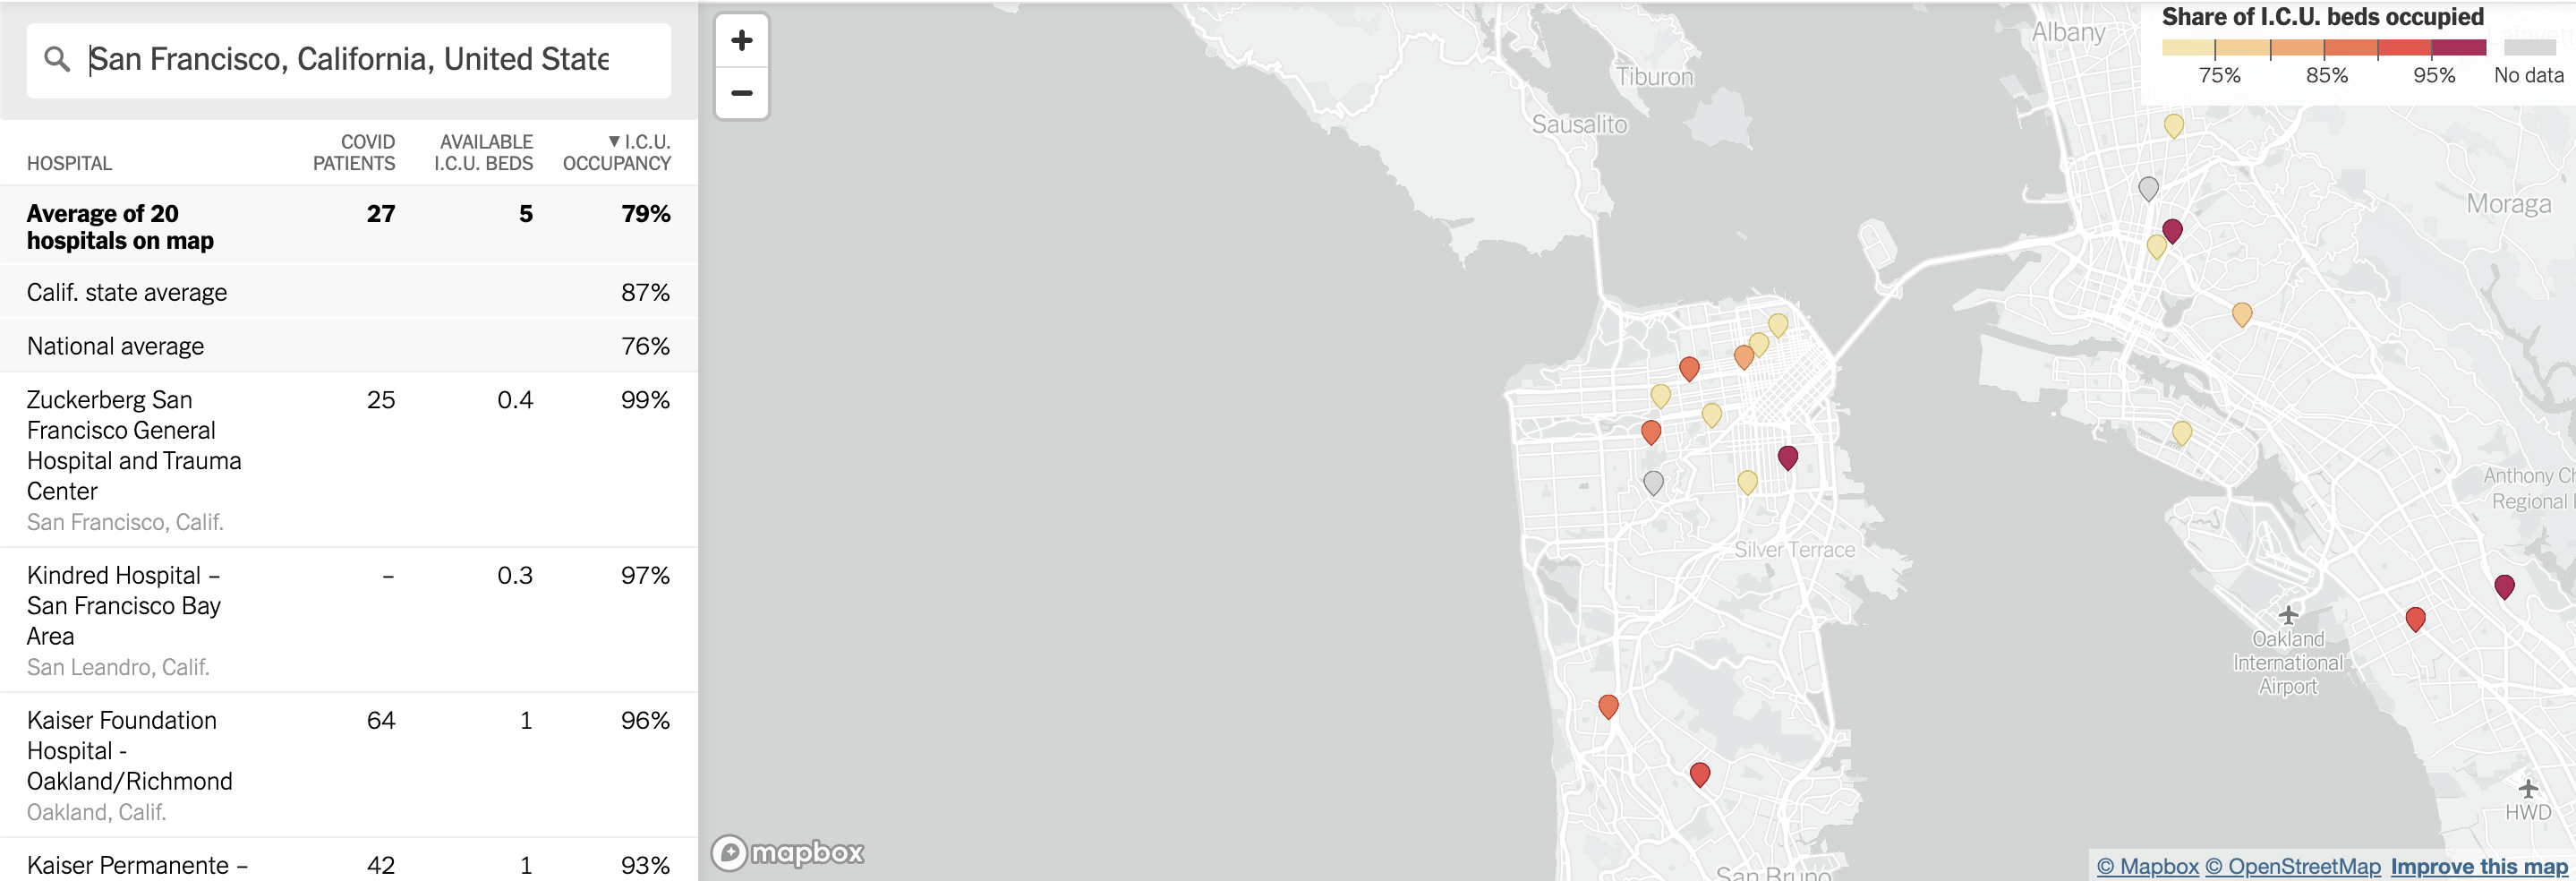 San Francisco, California, United State
HOSPITAL
COVID
PATIENTS
AVAILABLE
I.C.U. BEDS
▼ I.C.U.
OCCUPANCY
Average of 20
hospitals on map
27 5 79%
Calif. state average 87%
National average 76%
Zuckerberg San
Francisco General
Hospital and Trauma
Center
San Francisco, Calif.
25 0.4 99%
Kindred Hospital –
San Francisco Bay
Area
San Leandro, Calif.
– 0.3 97%
Kaiser Foundation
Hospital -
Oakland/Richmond
Oakland, Calif.
64 1 96%
Kaiser Permanente –
42 1 93%
+
−
Tiburon
Sausalito
Albany
Share of I.C.U. beds occupied
75% 85% 95% No data
Moraga
Anthony Ch
Regional
Silver Terrace
Oakland
International
Airport
HWD
San Bruno
mapbox
© Mapbox © OpenStreetMap Improve this map